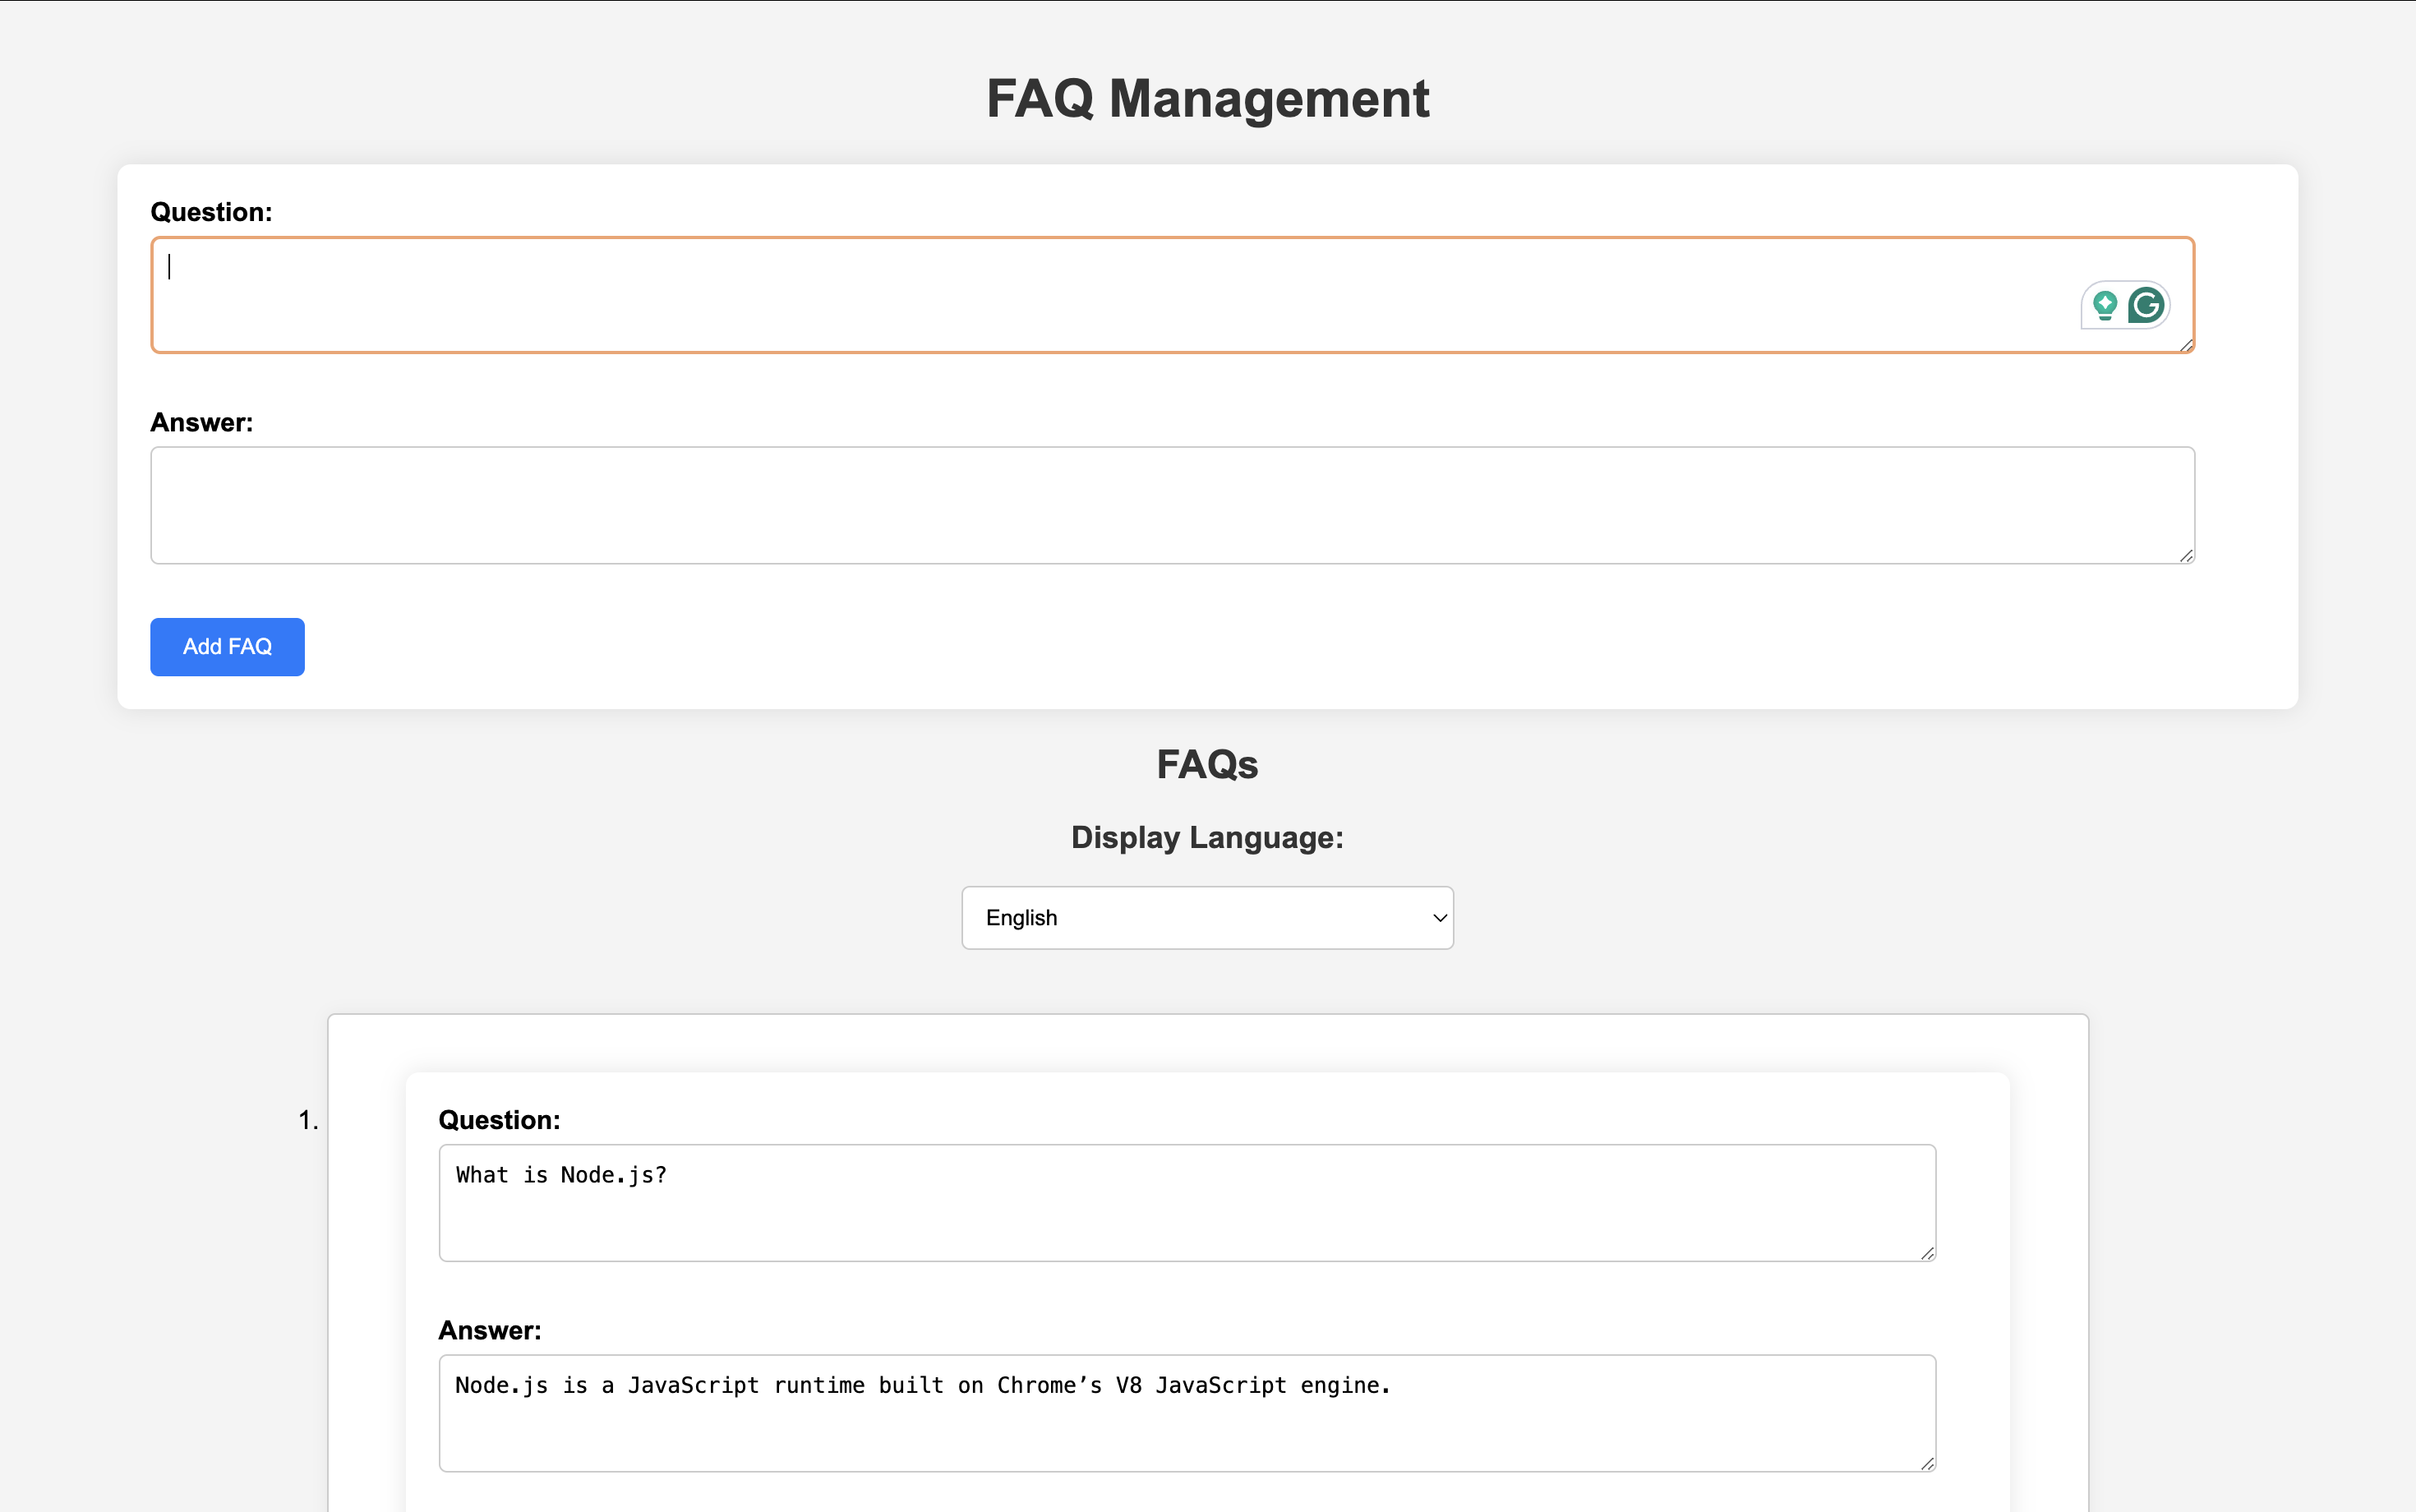 FAQ Management
Question:
Answer:
Add FAQ
FAQs
Display Language:
English
1.
Question:
What is Node.js?
Answer:
Node.js is a JavaScript runtime built on Chrome’s V8 JavaScript engine.